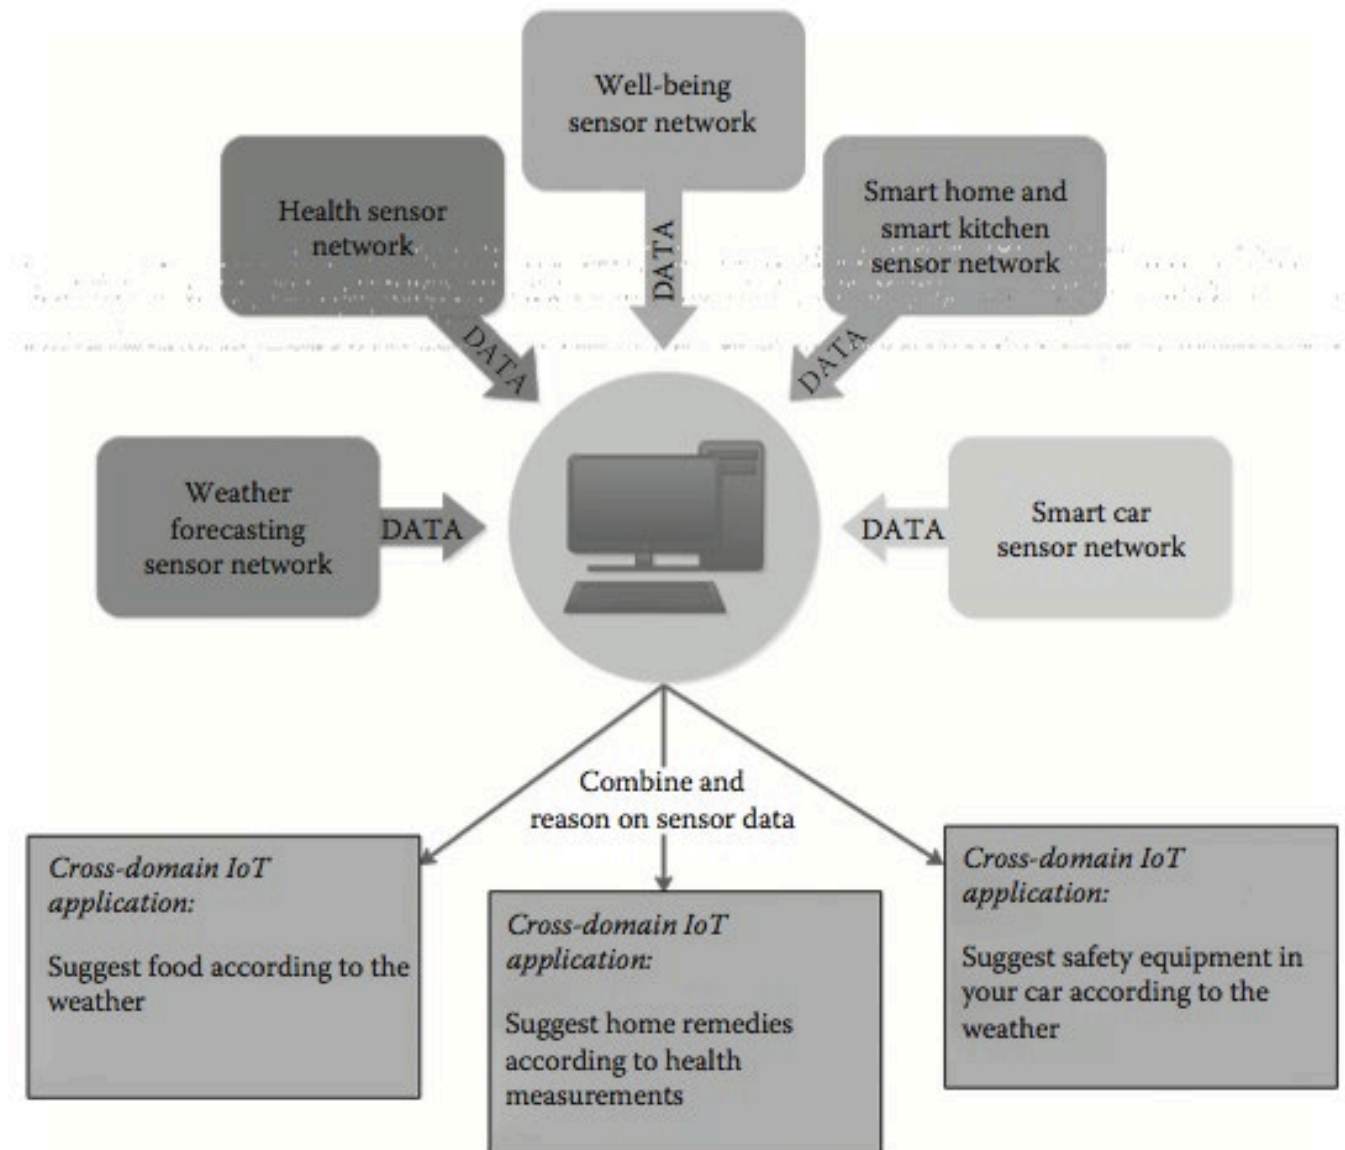 Well-being
sensor network
Health sensor
network
Smart home and
smart kitchen
sensor network
DATA
DATA
DATA
Weather
forecasting
sensor network
DATA
DATA
Smart car
sensor network
Combine and
reason on sensor data
Cross-domain IoT
application:
Suggest food according to the
weather
Cross-domain IoT
application:
Suggest home remedies
according to health
measurements
Cross-domain IoT
application:
Suggest safety equipment in
your car according to the
weather